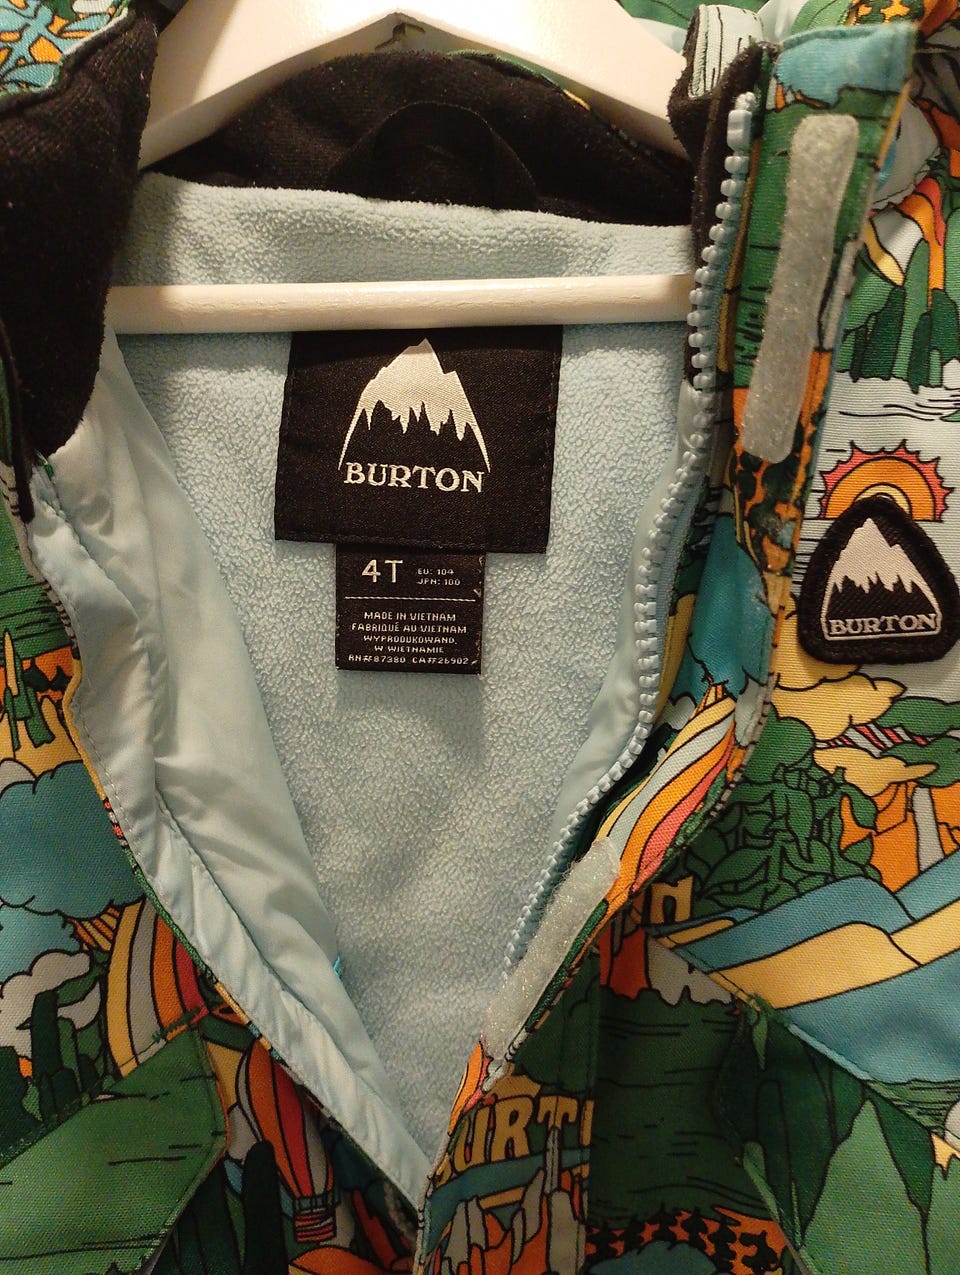 BURTON
4T
EU: 104
JPN: 100
MADE IN VIETNAM
FABRIQUÉ AU VIETNAM
WYPRODUKOWANO
W WIETNAMIE
RN#87380 CA#26902
BURTON
BURT